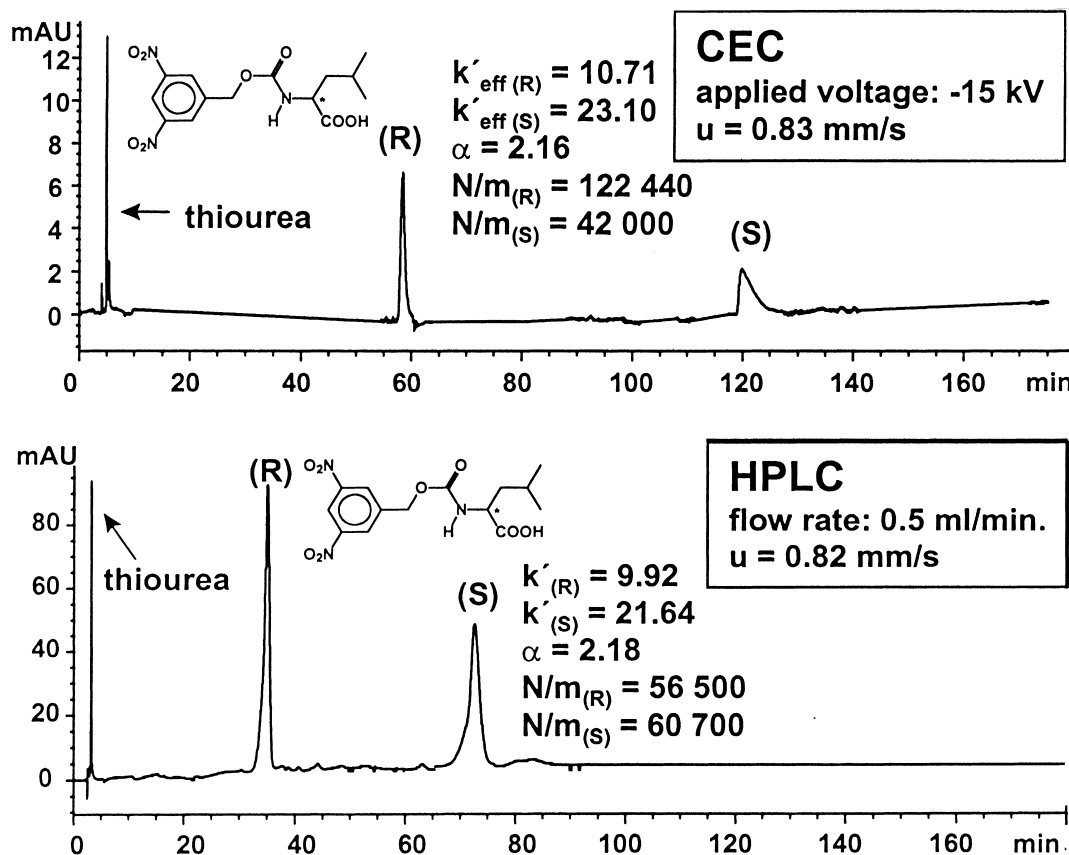 mAU
12
10
8
6
4
2
0
O₂N
O₂N
O
O
N
H
*
COOH
thiourea
(R)
k´eff (R) = 10.71
k´eff (S) = 23.10
α = 2.16
N/m(R) = 122 440
N/m(S) = 42 000
(S)
CEC
applied voltage: -15 kV
u = 0.83 mm/s
0 20 40 60 80 100 120 140 160 min
mAU
80
60
40
20
0
thiourea
(R)
O₂N
O₂N
O
O
N
H
*
COOH
(S)
k´(R) = 9.92
k´(S) = 21.64
α = 2.18
N/m(R) = 56 500
N/m(S) = 60 700
HPLC
flow rate: 0.5 ml/min.
u = 0.82 mm/s
0 20 40 60 80 100 120 140 160 min